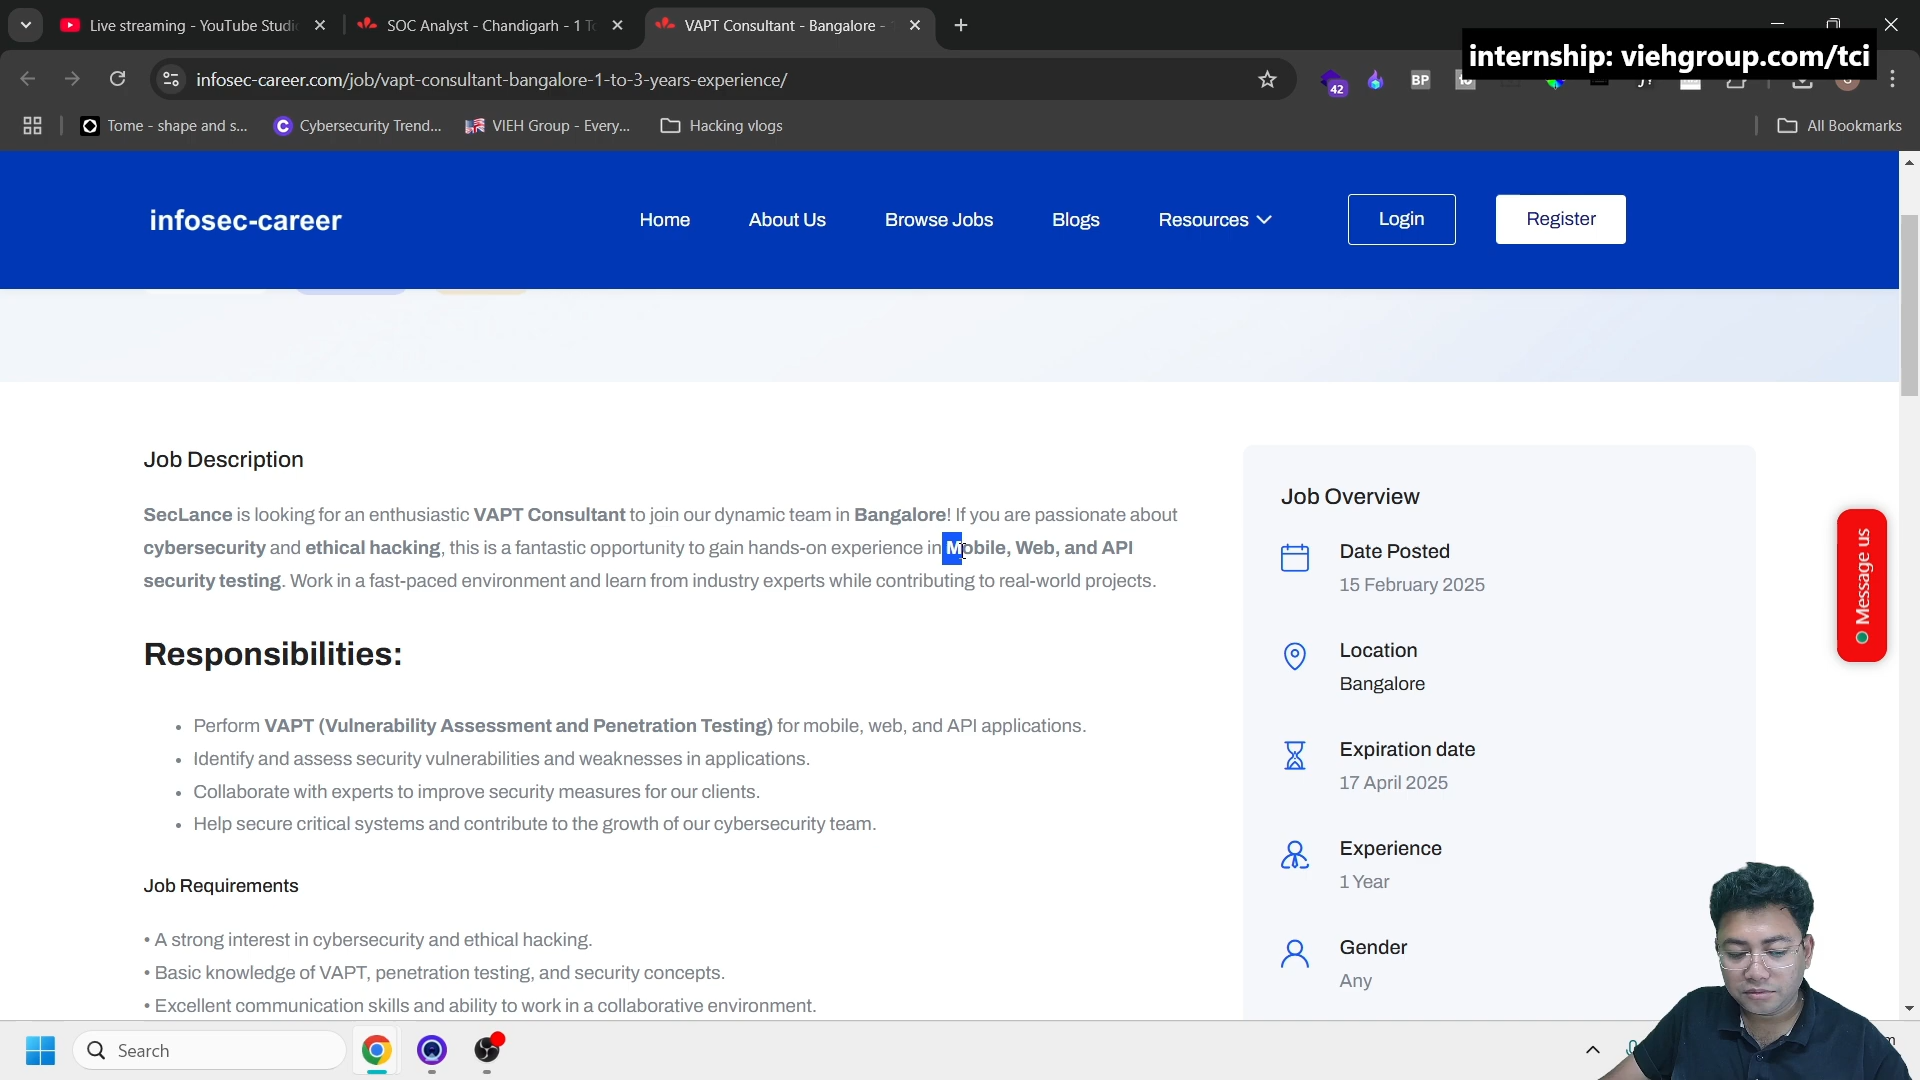 Live streaming - YouTube Studi
SOC Analyst - Chandigarh - 1 T
VAPT Consultant - Bangalore -
internship: viehgroup.com/tci
infosec-career.com/job/vapt-consultant-bangalore-1-to-3-years-experience/
42
BP
Tome - shape and s...
Cybersecurity Trend...
VIEH Group - Every...
Hacking vlogs
All Bookmarks
infosec-career
Home
About Us
Browse Jobs
Blogs
Resources
Login
Register
Job Description
SecLance is looking for an enthusiastic VAPT Consultant to join our dynamic team in Bangalore! If you are passionate about
cybersecurity and ethical hacking, this is a fantastic opportunity to gain hands-on experience in Mobile, Web, and API
security testing. Work in a fast-paced environment and learn from industry experts while contributing to real-world projects.
Responsibilities:
• Perform VAPT (Vulnerability Assessment and Penetration Testing) for mobile, web, and API applications.
• Identify and assess security vulnerabilities and weaknesses in applications.
• Collaborate with experts to improve security measures for our clients.
• Help secure critical systems and contribute to the growth of our cybersecurity team.
Job Requirements
• A strong interest in cybersecurity and ethical hacking.
• Basic knowledge of VAPT, penetration testing, and security concepts.
• Excellent communication skills and ability to work in a collaborative environment.
Job Overview
Date Posted
15 February 2025
Location
Bangalore
Expiration date
17 April 2025
Experience
1 Year
Gender
Any
Message us
Search